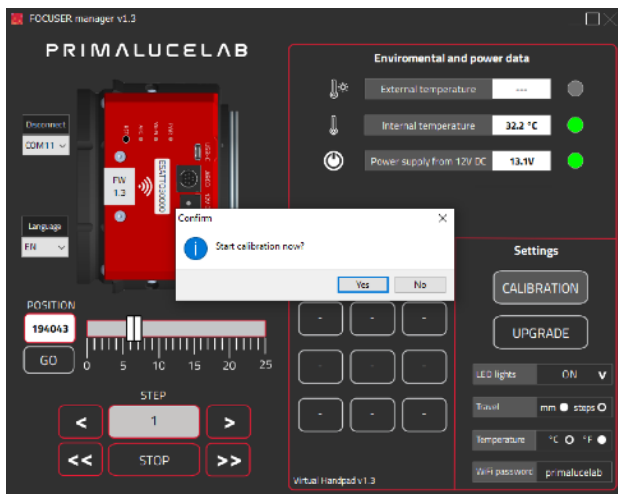 FOCUSER manager v1.3
PRIMALUCELAB
Enviromental and power data
External temperature ---
Internal temperature 32.2 °C
Power supply from 12V DC 13.1V
Disconnect
COM11
FW
1.3
ESATTO30000
Language
EN
Confirm
Start calibration now?
Yes No
Settings
CALIBRATION
UPGRADE
POSITION
194043
GO
0 5 10 15 20 25
STEP
< 1 >
<< STOP >>
- - -
- - -
- - -
LED lights ON v
Travel mm steps
Temperature °C °F
WiFi password primalucelab
Virtual Handpad v1.3